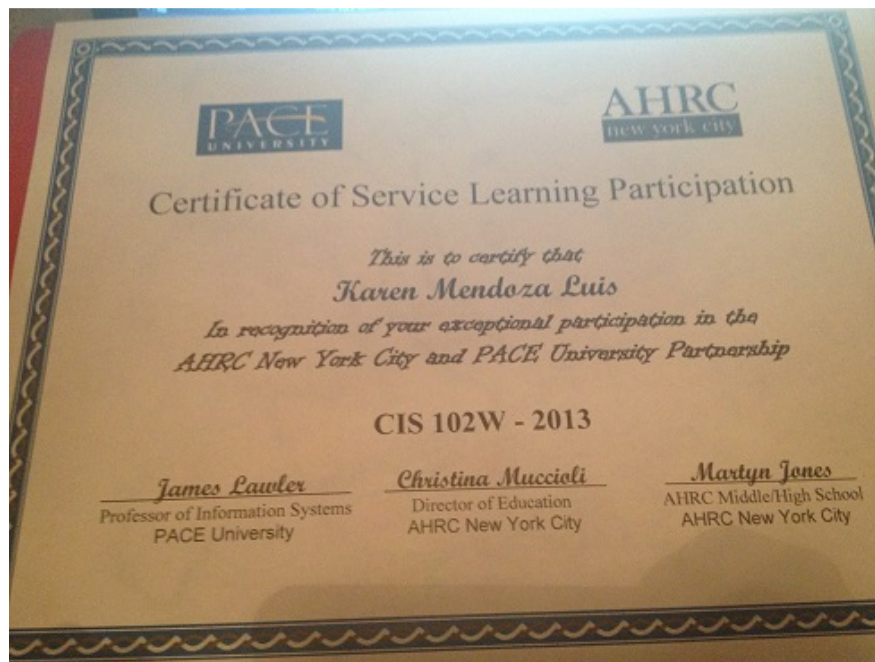 PACE
UNIVERSITY
AHRC
new york city
Certificate of Service Learning Participation
This is to certify that
Karen Mendoza Luis
In recognition of your exceptional participation in the
AHRC New York City and PACE University Partnership
CIS 102W - 2013
James Lawler
Professor of Information Systems
PACE University
Christina Muccioli
Director of Education
AHRC New York City
Martyn Jones
AHRC Middle/High School
AHRC New York City